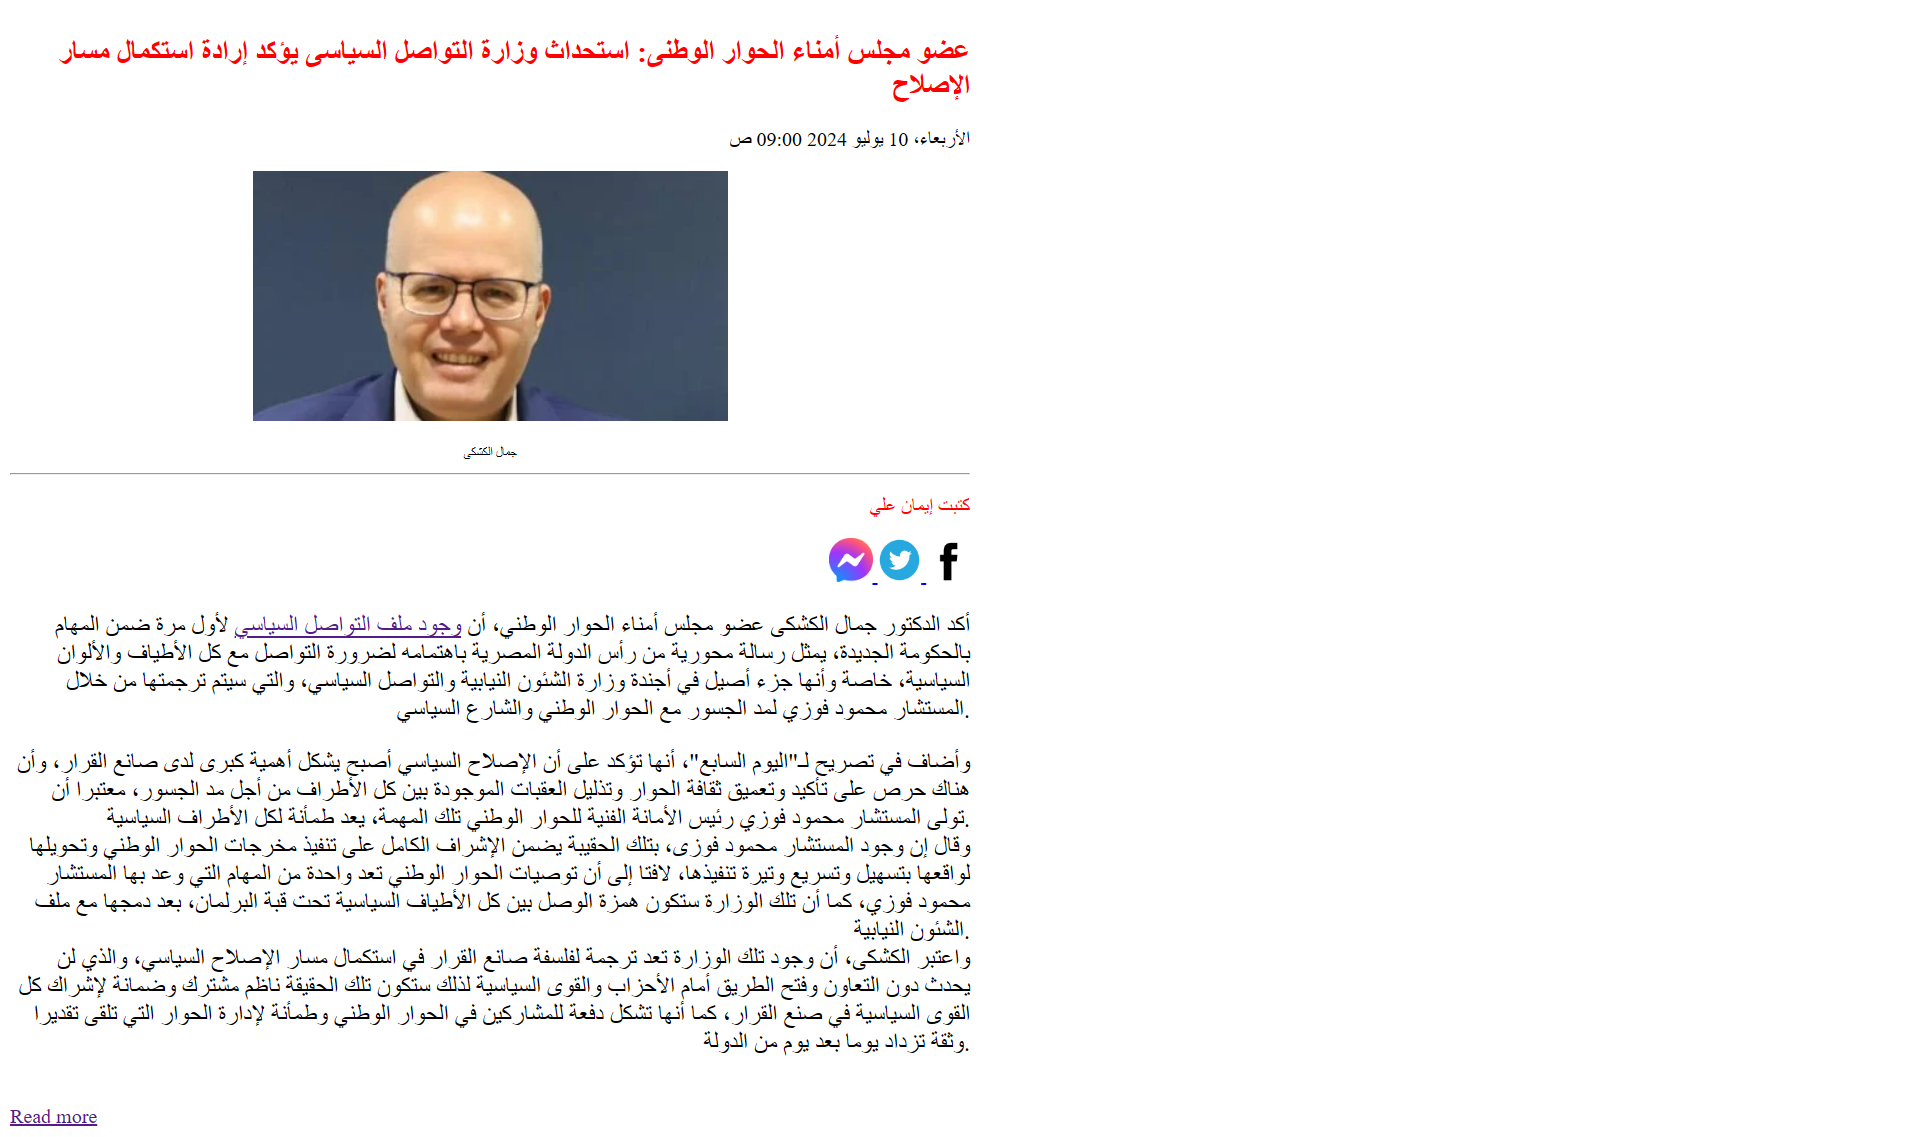 عضو مجلس أمناء الحوار الوطنى: استحداث وزارة التواصل السياسى يؤكد إرادة استكمال مسار
الإصلاح
الأربعاء، 10 يوليو 2024 09:00 ص
جمال الكشكى
كتبت إيمان علي
أكد الدكتور جمال الكشكى عضو مجلس أمناء الحوار الوطني، أن وجود ملف التواصل السياسي لأول مرة ضمن المهام
بالحكومة الجديدة، يمثل رسالة محورية من رأس الدولة المصرية باهتمامه لضرورة التواصل مع كل الأطياف والألوان
السياسية، خاصة وأنها جزء أصيل في أجندة وزارة الشئون النيابية والتواصل السياسي، والتي سيتم ترجمتها من خلال
المستشار محمود فوزي لمد الجسور مع الحوار الوطني والشارع السياسي.
وأضاف في تصريح لـ"اليوم السابع"، أنها تؤكد على أن الإصلاح السياسي أصبح يشكل أهمية كبرى لدى صانع القرار، وأن
هناك حرص على تأكيد وتعميق ثقافة الحوار وتذليل العقبات الموجودة بين كل الأطراف من أجل مد الجسور، معتبرا أن
تولى المستشار محمود فوزي رئيس الأمانة الفنية للحوار الوطني تلك المهمة، يعد طمأنة لكل الأطراف السياسية.
وقال إن وجود المستشار محمود فوزى، بتلك الحقيبة يضمن الإشراف الكامل على تنفيذ مخرجات الحوار الوطني وتحويلها
لواقعها بتسهيل وتسريع وتيرة تنفيذها، لافتا إلى أن توصيات الحوار الوطني تعد واحدة من المهام التي وعد بها المستشار
محمود فوزي، كما أن تلك الوزارة ستكون همزة الوصل بين كل الأطياف السياسية تحت قبة البرلمان، بعد دمجها مع ملف
الشئون النيابية.
واعتبر الكشكى، أن وجود تلك الوزارة تعد ترجمة لفلسفة صانع القرار في استكمال مسار الإصلاح السياسي، والذي لن
يحدث دون التعاون وفتح الطريق أمام الأحزاب والقوى السياسية لذلك ستكون تلك الحقيقة ناظم مشترك وضمانة لإشراك كل
القوى السياسية في صنع القرار، كما أنها تشكل دفعة للمشاركين في الحوار الوطني وطمأنة لإدارة الحوار التي تلقى تقديرا
وثقة تزداد يوما بعد يوم من الدولة.
Read more